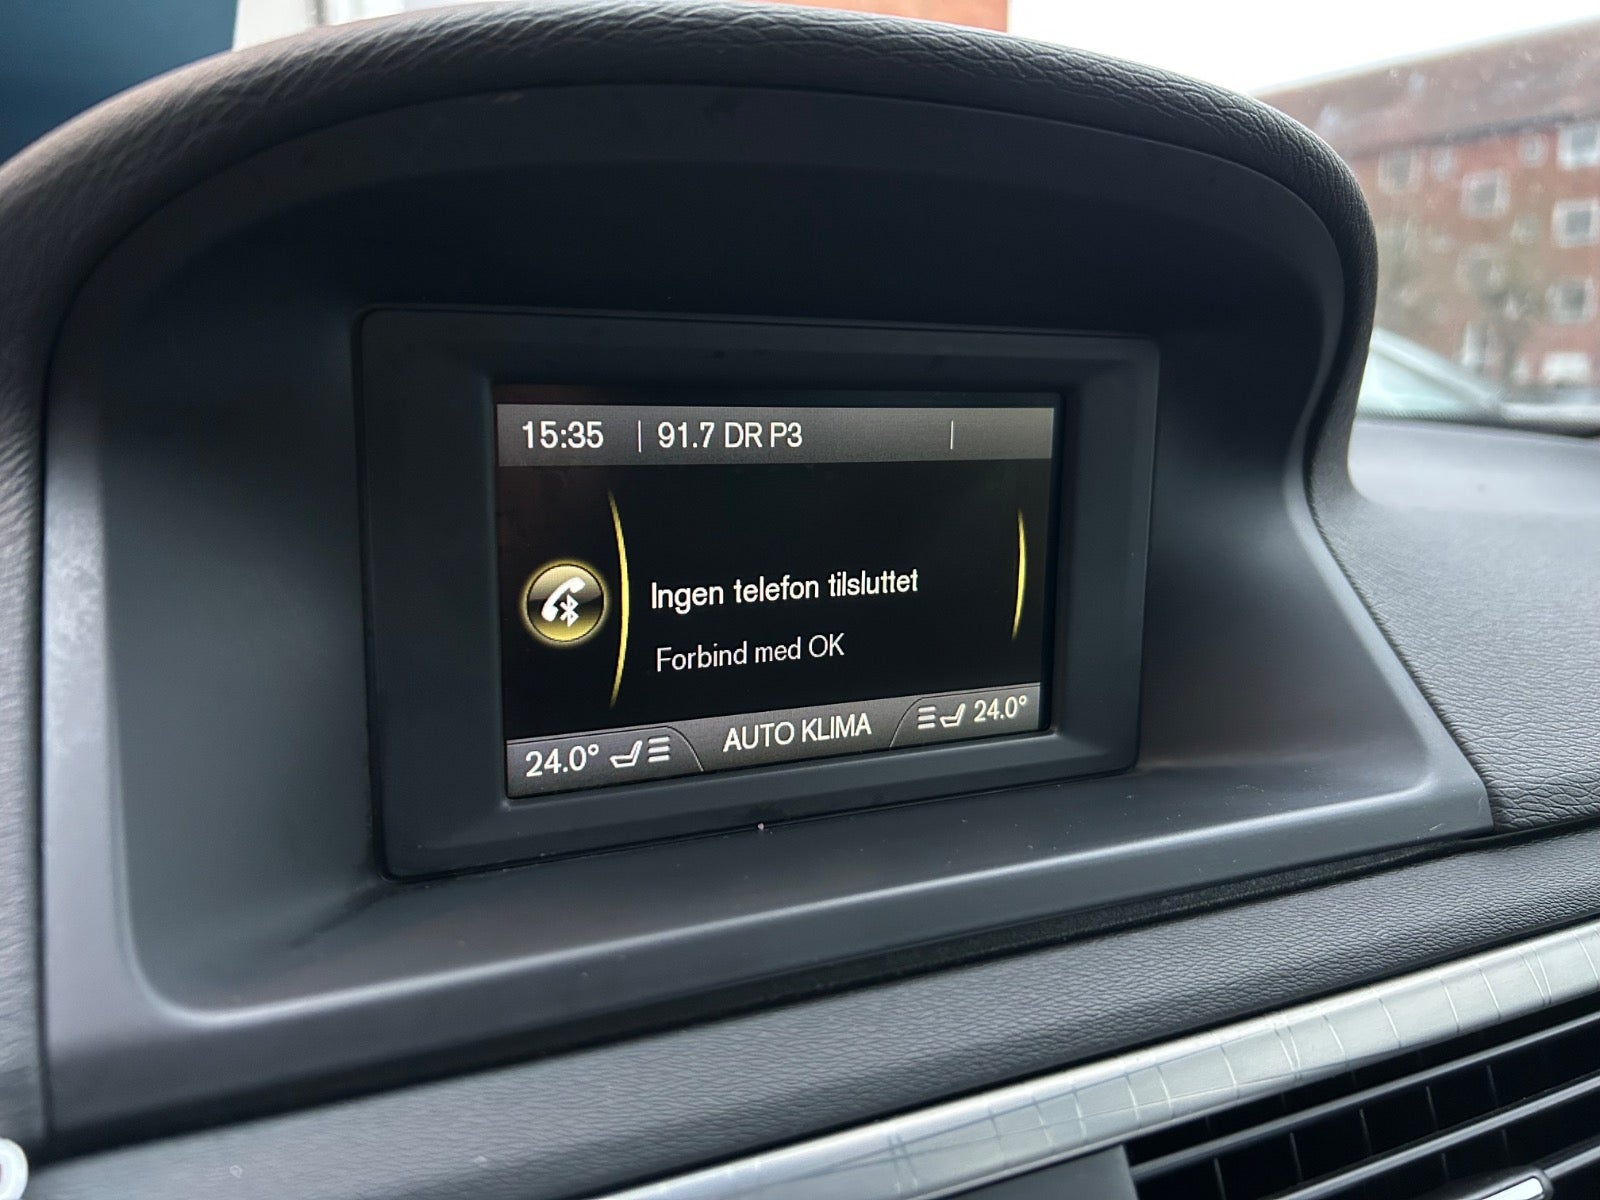 15:35 | 91.7 DR P3 |
Ingen telefon tilsluttet
Forbind med OK
24.0° AUTO KLIMA 24.0°